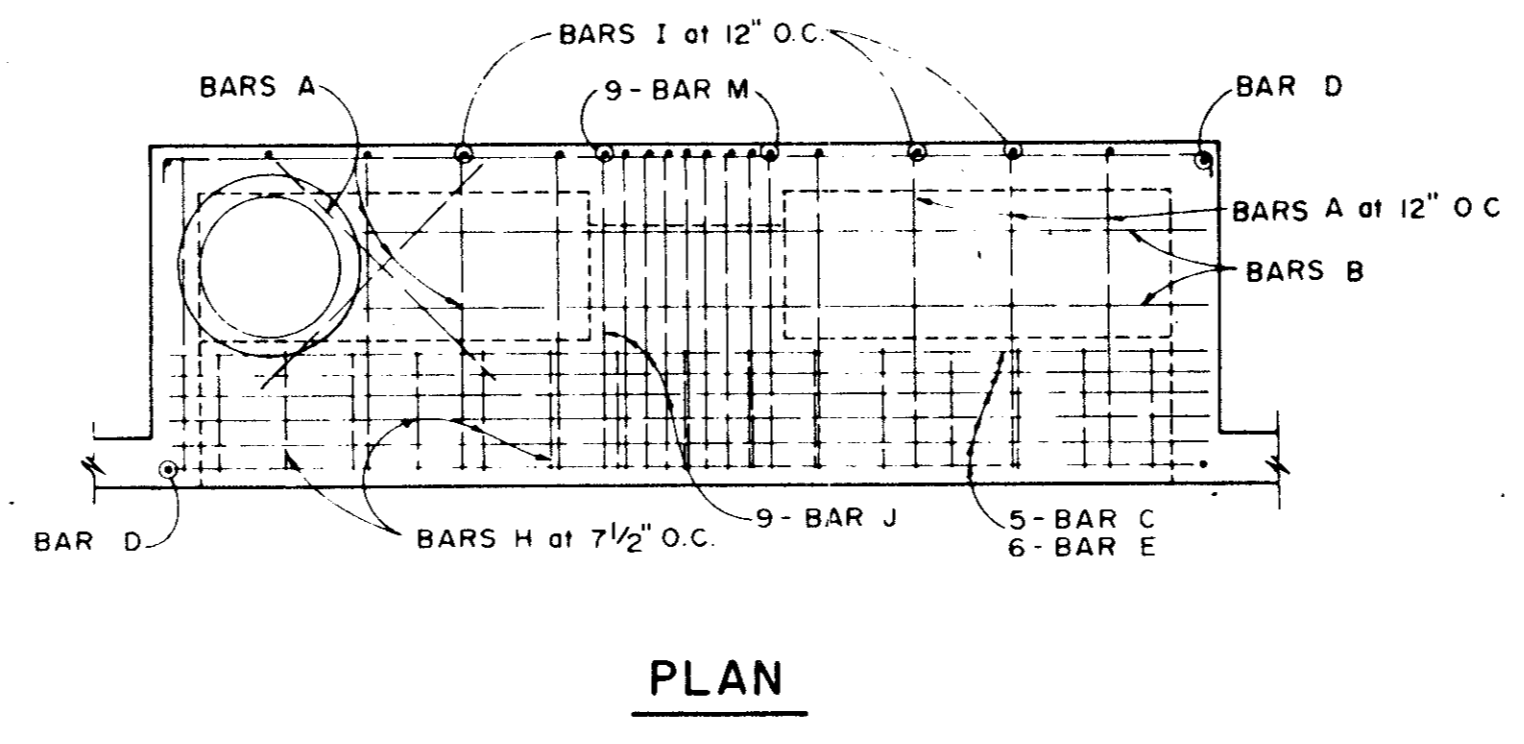 BARS I at 12" O.C.
BARS A
9-BAR M
BAR D
BARS A at 12" O C
BARS B
BAR D
BARS H at 7 1/2" O.C.
9-BAR J
5-BAR C
6-BAR E
PLAN